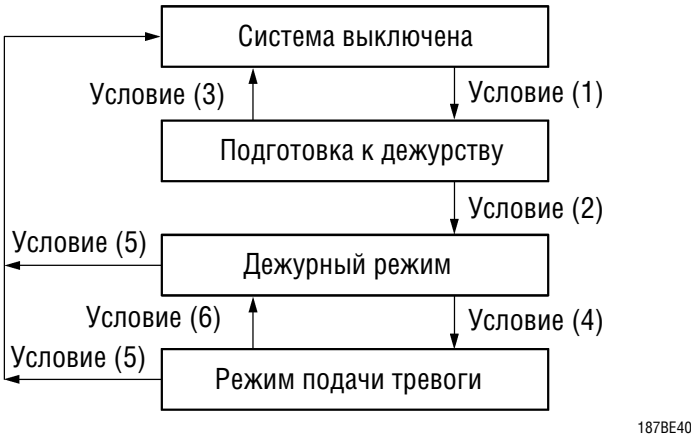 Система выключена
Условие (3)
Условие (1)
Подготовка к дежурству
Условие (2)
Условие (5)
Дежурный режим
Условие (6)
Условие (4)
Условие (5)
Режим подачи тревоги
187BE40